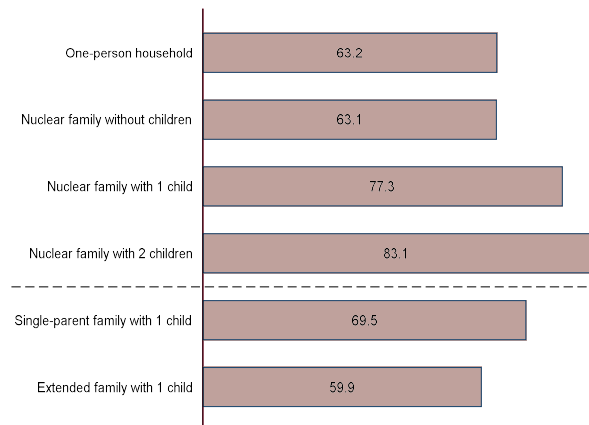 One-person household
63.2
Nuclear family without children
63.1
Nuclear family with 1 child
77.3
Nuclear family with 2 children
83.1
Single-parent family with 1 child
69.5
Extended family with 1 child
59.9